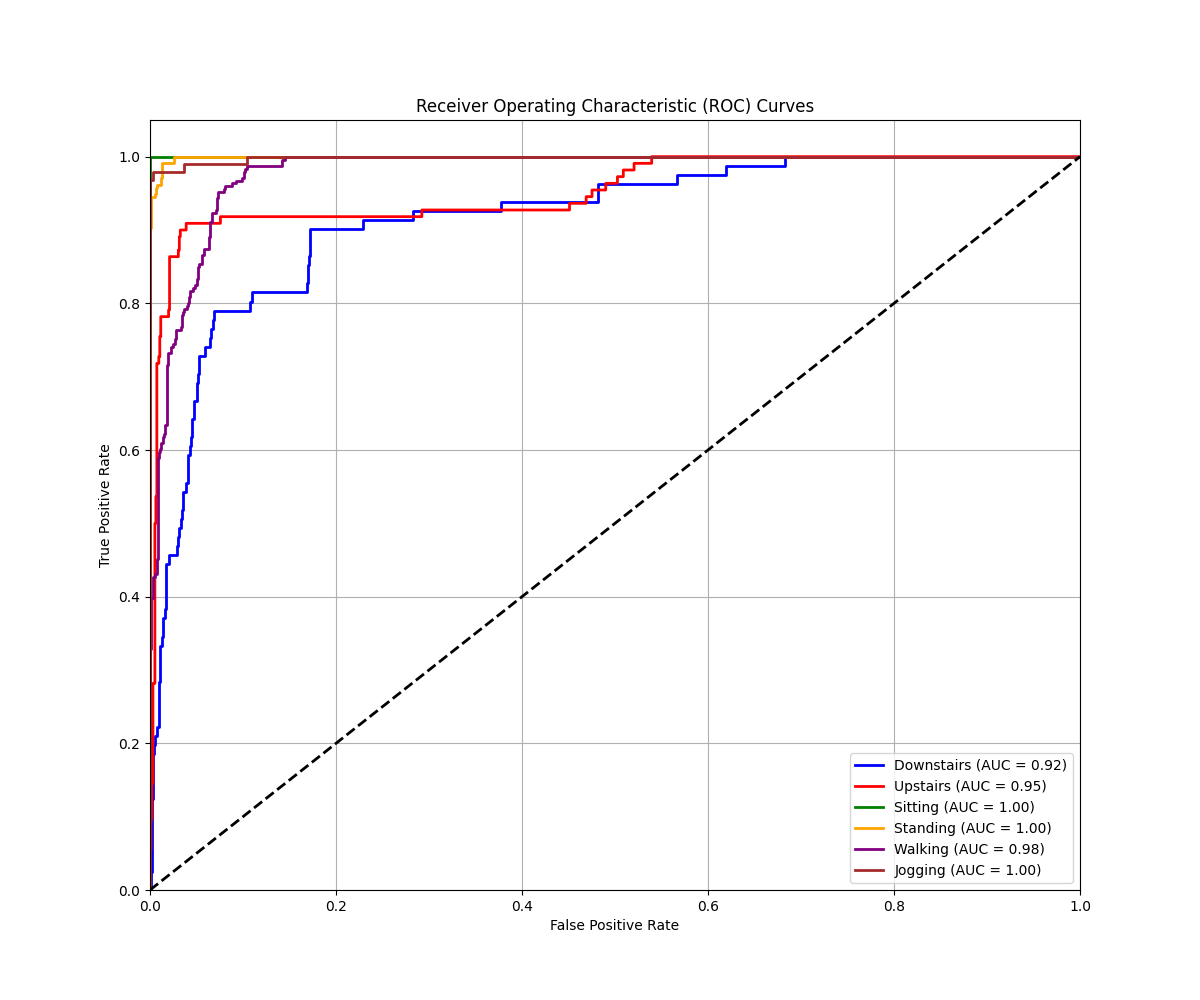 Receiver Operating Characteristic (ROC) Curves
1.0
0.8
0.6
0.4
0.2
0.0
True Positive Rate
0.0 0.2 0.4 0.6 0.8 1.0
False Positive Rate
Downstairs (AUC = 0.92)
Upstairs (AUC = 0.95)
Sitting (AUC = 1.00)
Standing (AUC = 1.00)
Walking (AUC = 0.98)
Jogging (AUC = 1.00)